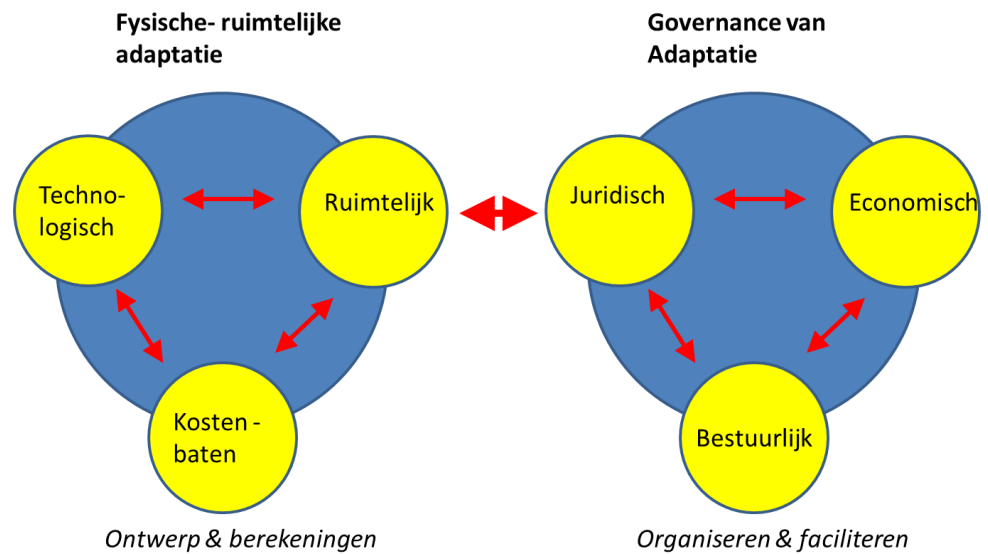 Fysische- ruimtelijke
adaptatie
Governance van
Adaptatie
Techno-
logisch
Ruimtelijk
Juridisch
Economisch
Kosten -
baten
Bestuurlijk
Ontwerp & berekeningen
Organiseren & faciliteren